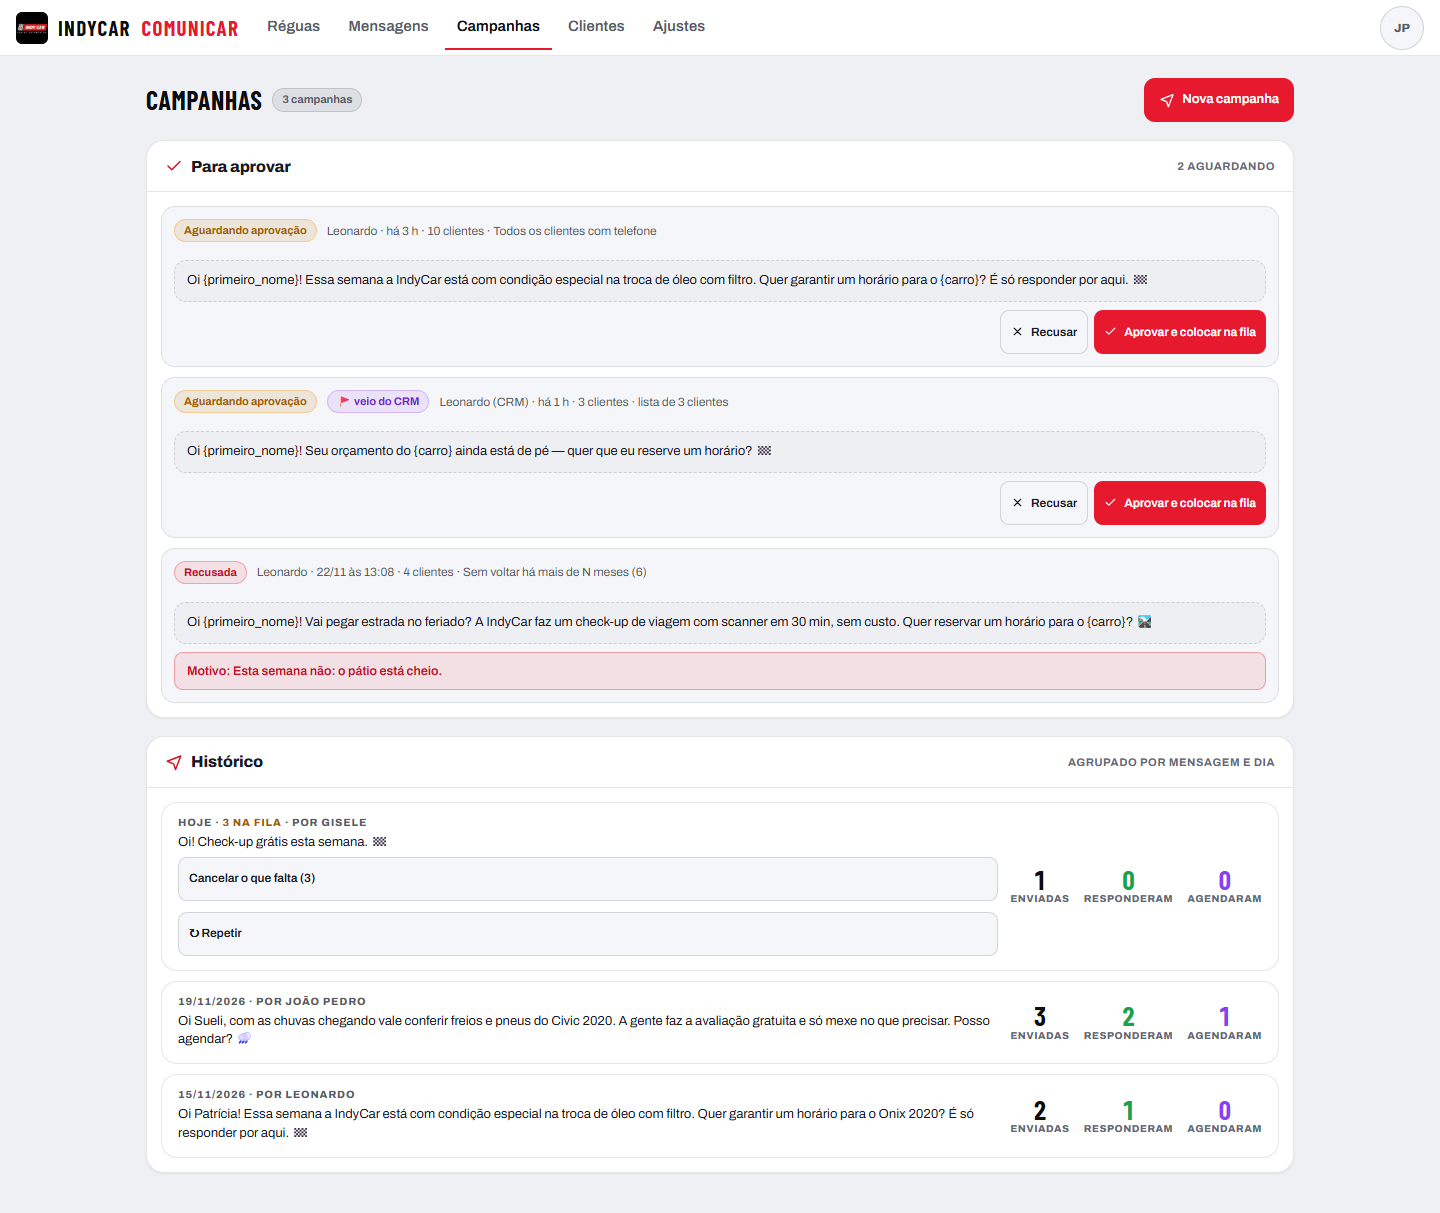 INDYCAR COMUNICAR
Réguas
Mensagens
Campanhas
Clientes
Ajustes
JP
CAMPANHAS
3 campanhas
Nova campanha
Para aprovar
2 AGUARDANDO
Aguardando aprovação
Leonardo · há 3 h · 10 clientes · Todos os clientes com telefone
Oi {primeiro_nome}! Essa semana a IndyCar está com condição especial na troca de óleo com filtro. Quer garantir um horário para o {carro}? É só responder por aqui. 🏁
Recusar
Aprovar e colocar na fila
Aguardando aprovação
🚩 veio do CRM
Leonardo (CRM) · há 1 h · 3 clientes · lista de 3 clientes
Oi {primeiro_nome}! Seu orçamento do {carro} ainda está de pé — quer que eu reserve um horário? 🏁
Recusar
Aprovar e colocar na fila
Recusada
Leonardo · 22/11 às 13:08 · 4 clientes · Sem voltar há mais de N meses (6)
Oi {primeiro_nome}! Vai pegar estrada no feriado? A IndyCar faz um check-up de viagem com scanner em 30 min, sem custo. Quer reservar um horário para o {carro}? 🛣️
Motivo: Esta semana não: o pátio está cheio.
Histórico
AGRUPADO POR MENSAGEM E DIA
HOJE · 3 NA FILA · POR GISELE
Oi! Check-up grátis esta semana. 🏁
Cancelar o que falta (3)
↻ Repetir
1
ENVIADAS
0
RESPONDERAM
0
AGENDARAM
19/11/2026 · POR JOÃO PEDRO
Oi Sueli, com as chuvas chegando vale conferir freios e pneus do Civic 2020. A gente faz a avaliação gratuita e só mexe no que precisar. Posso
agendar? 🌧️
3
ENVIADAS
2
RESPONDERAM
1
AGENDARAM
15/11/2026 · POR LEONARDO
Oi Patrícia! Essa semana a IndyCar está com condição especial na troca de óleo com filtro. Quer garantir um horário para o Onix 2020? É só
responder por aqui. 🏁
2
ENVIADAS
1
RESPONDERAM
0
AGENDARAM